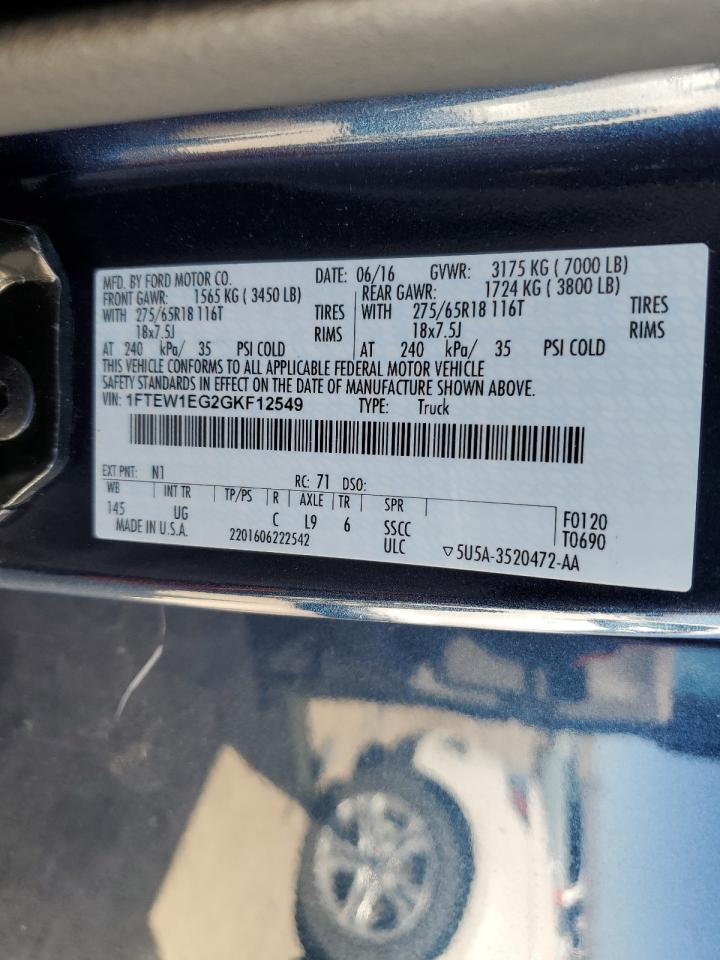 MFD. BY FORD MOTOR CO. DATE: 06/16 GVWR: 3175 KG ( 7000 LB)
FRONT GAWR: 1565 KG ( 3450 LB) REAR GAWR: 1724 KG ( 3800 LB)
WITH 275/65R18 116T TIRES WITH 275/65R18 116T TIRES
18x7.5J RIMS 18x7.5J RIMS
AT 240 kPa/ 35 PSI COLD AT 240 kPa/ 35 PSI COLD
THIS VEHICLE CONFORMS TO ALL APPLICABLE FEDERAL MOTOR VEHICLE
SAFETY STANDARDS IN EFFECT ON THE DATE OF MANUFACTURE SHOWN ABOVE.
VIN: 1FTEW1EG2GKF12549 TYPE: Truck
EXT PNT: N1 RC: 71 DSO:
WB INT TR TP/PS R AXLE TR SPR
145 UG C L9 6 SSCC F0120
MADE IN U.S.A. 2201606222542 ULC T0690
▽5U5A-3520472-AA